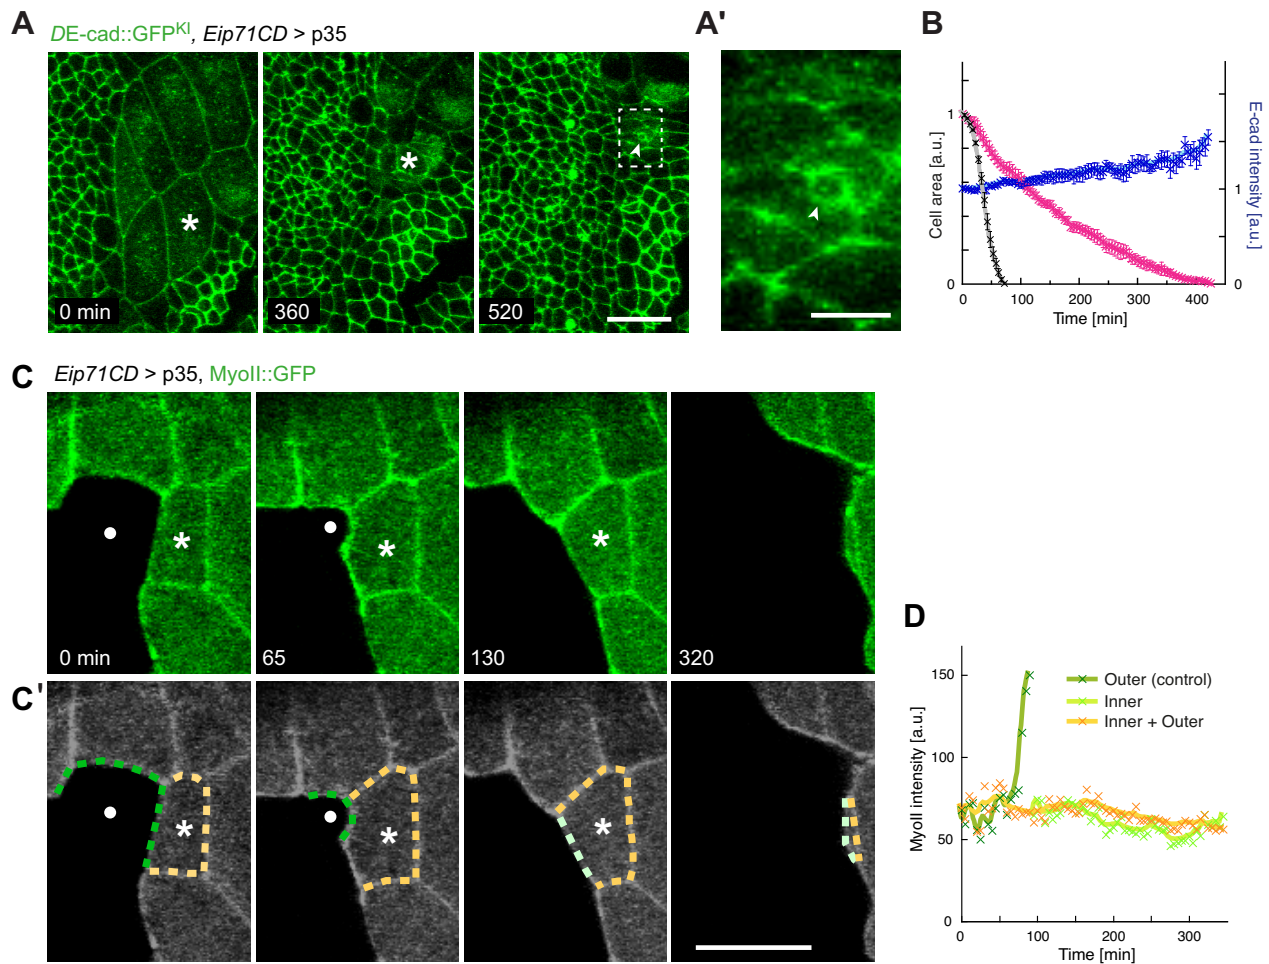 A
DE-cad::GFPKI, Eip71CD > p35
*
0 min
*
360
520
A'
B
Cell area [a.u.]
1
0
0
100
200
300
400
Time [min]
1
0
E-cad intensity [a.u.]
C
Eip71CD > p35, MyoII::GFP
*
0 min
*
65
*
130
320
C'
*
*
*
D
MyoII intensity [a.u.]
150
100
50
0
Outer (control)
Inner
Inner + Outer
0
100
200
300
Time [min]